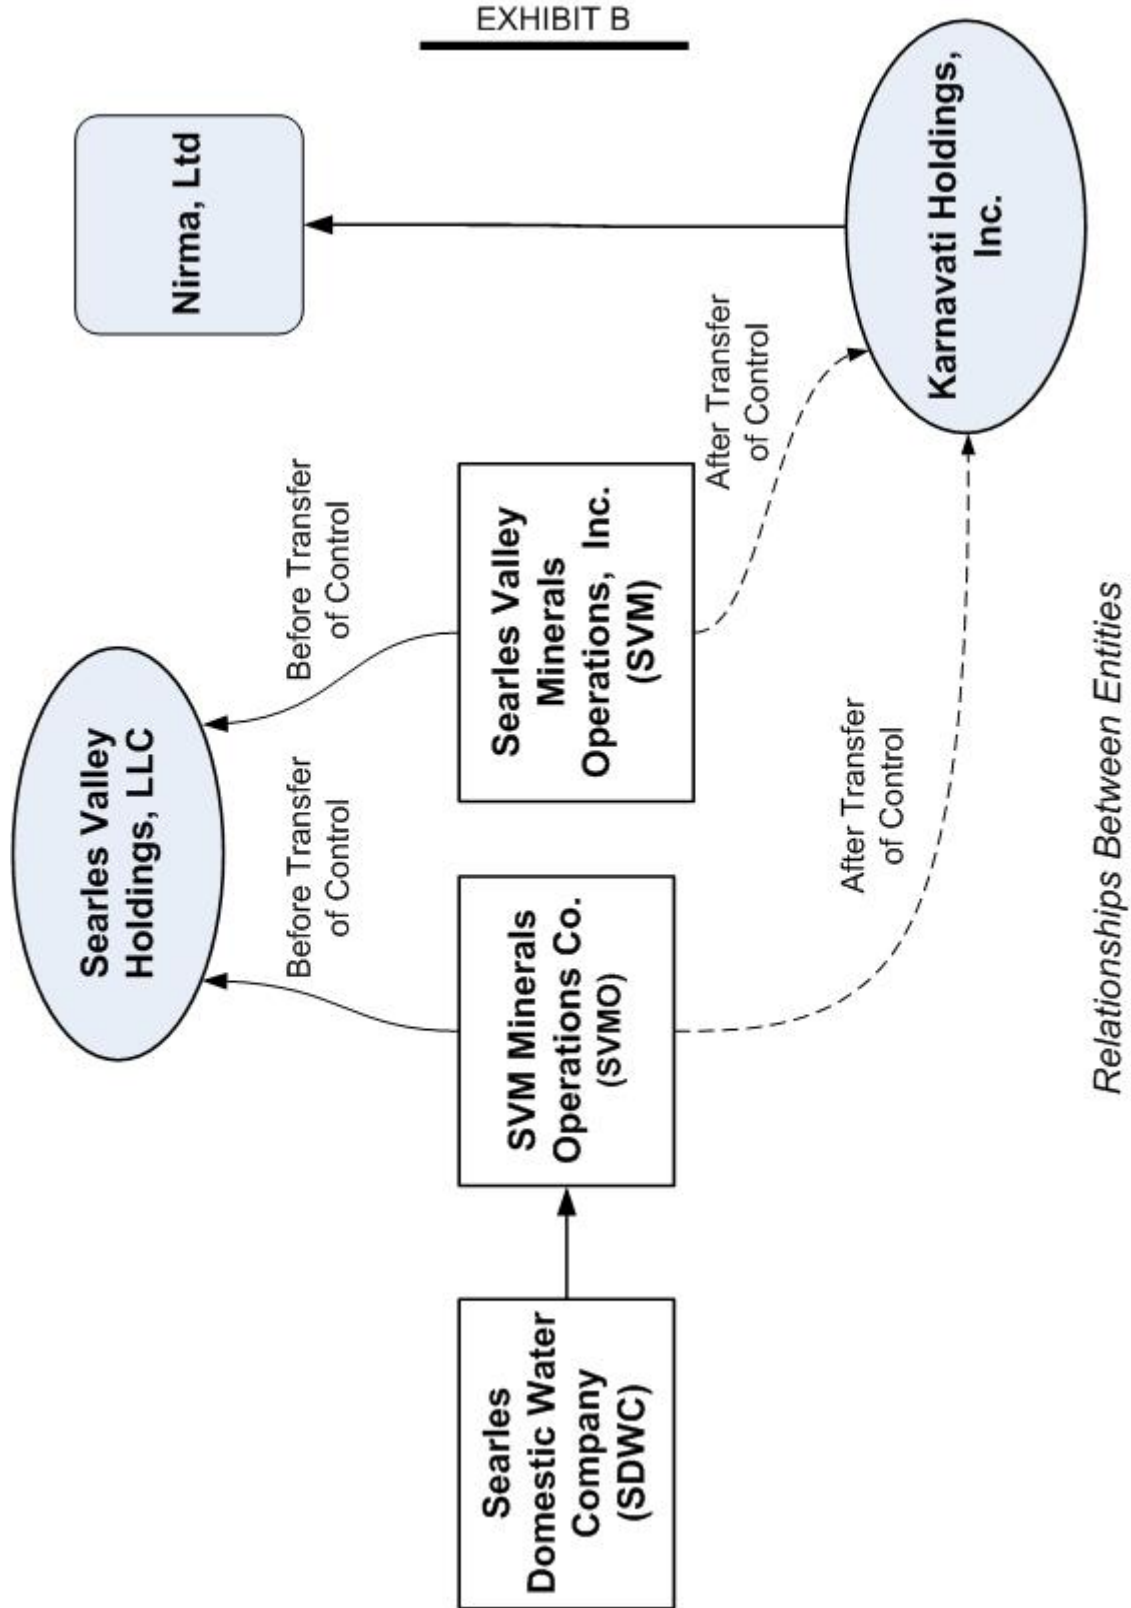 EXHIBIT B
Searles Valley
Holdings, LLC
Nirma, Ltd
Before Transfer
of Control
Before Transfer
of Control
Searles
Domestic Water
Company
(SDWC)
SVM Minerals
Operations Co.
(SVMO)
Searles Valley
Minerals
Operations, Inc.
(SVM)
After Transfer
of Control
After Transfer
of Control
Karnavati Holdings,
Inc.
Relationships Between Entities